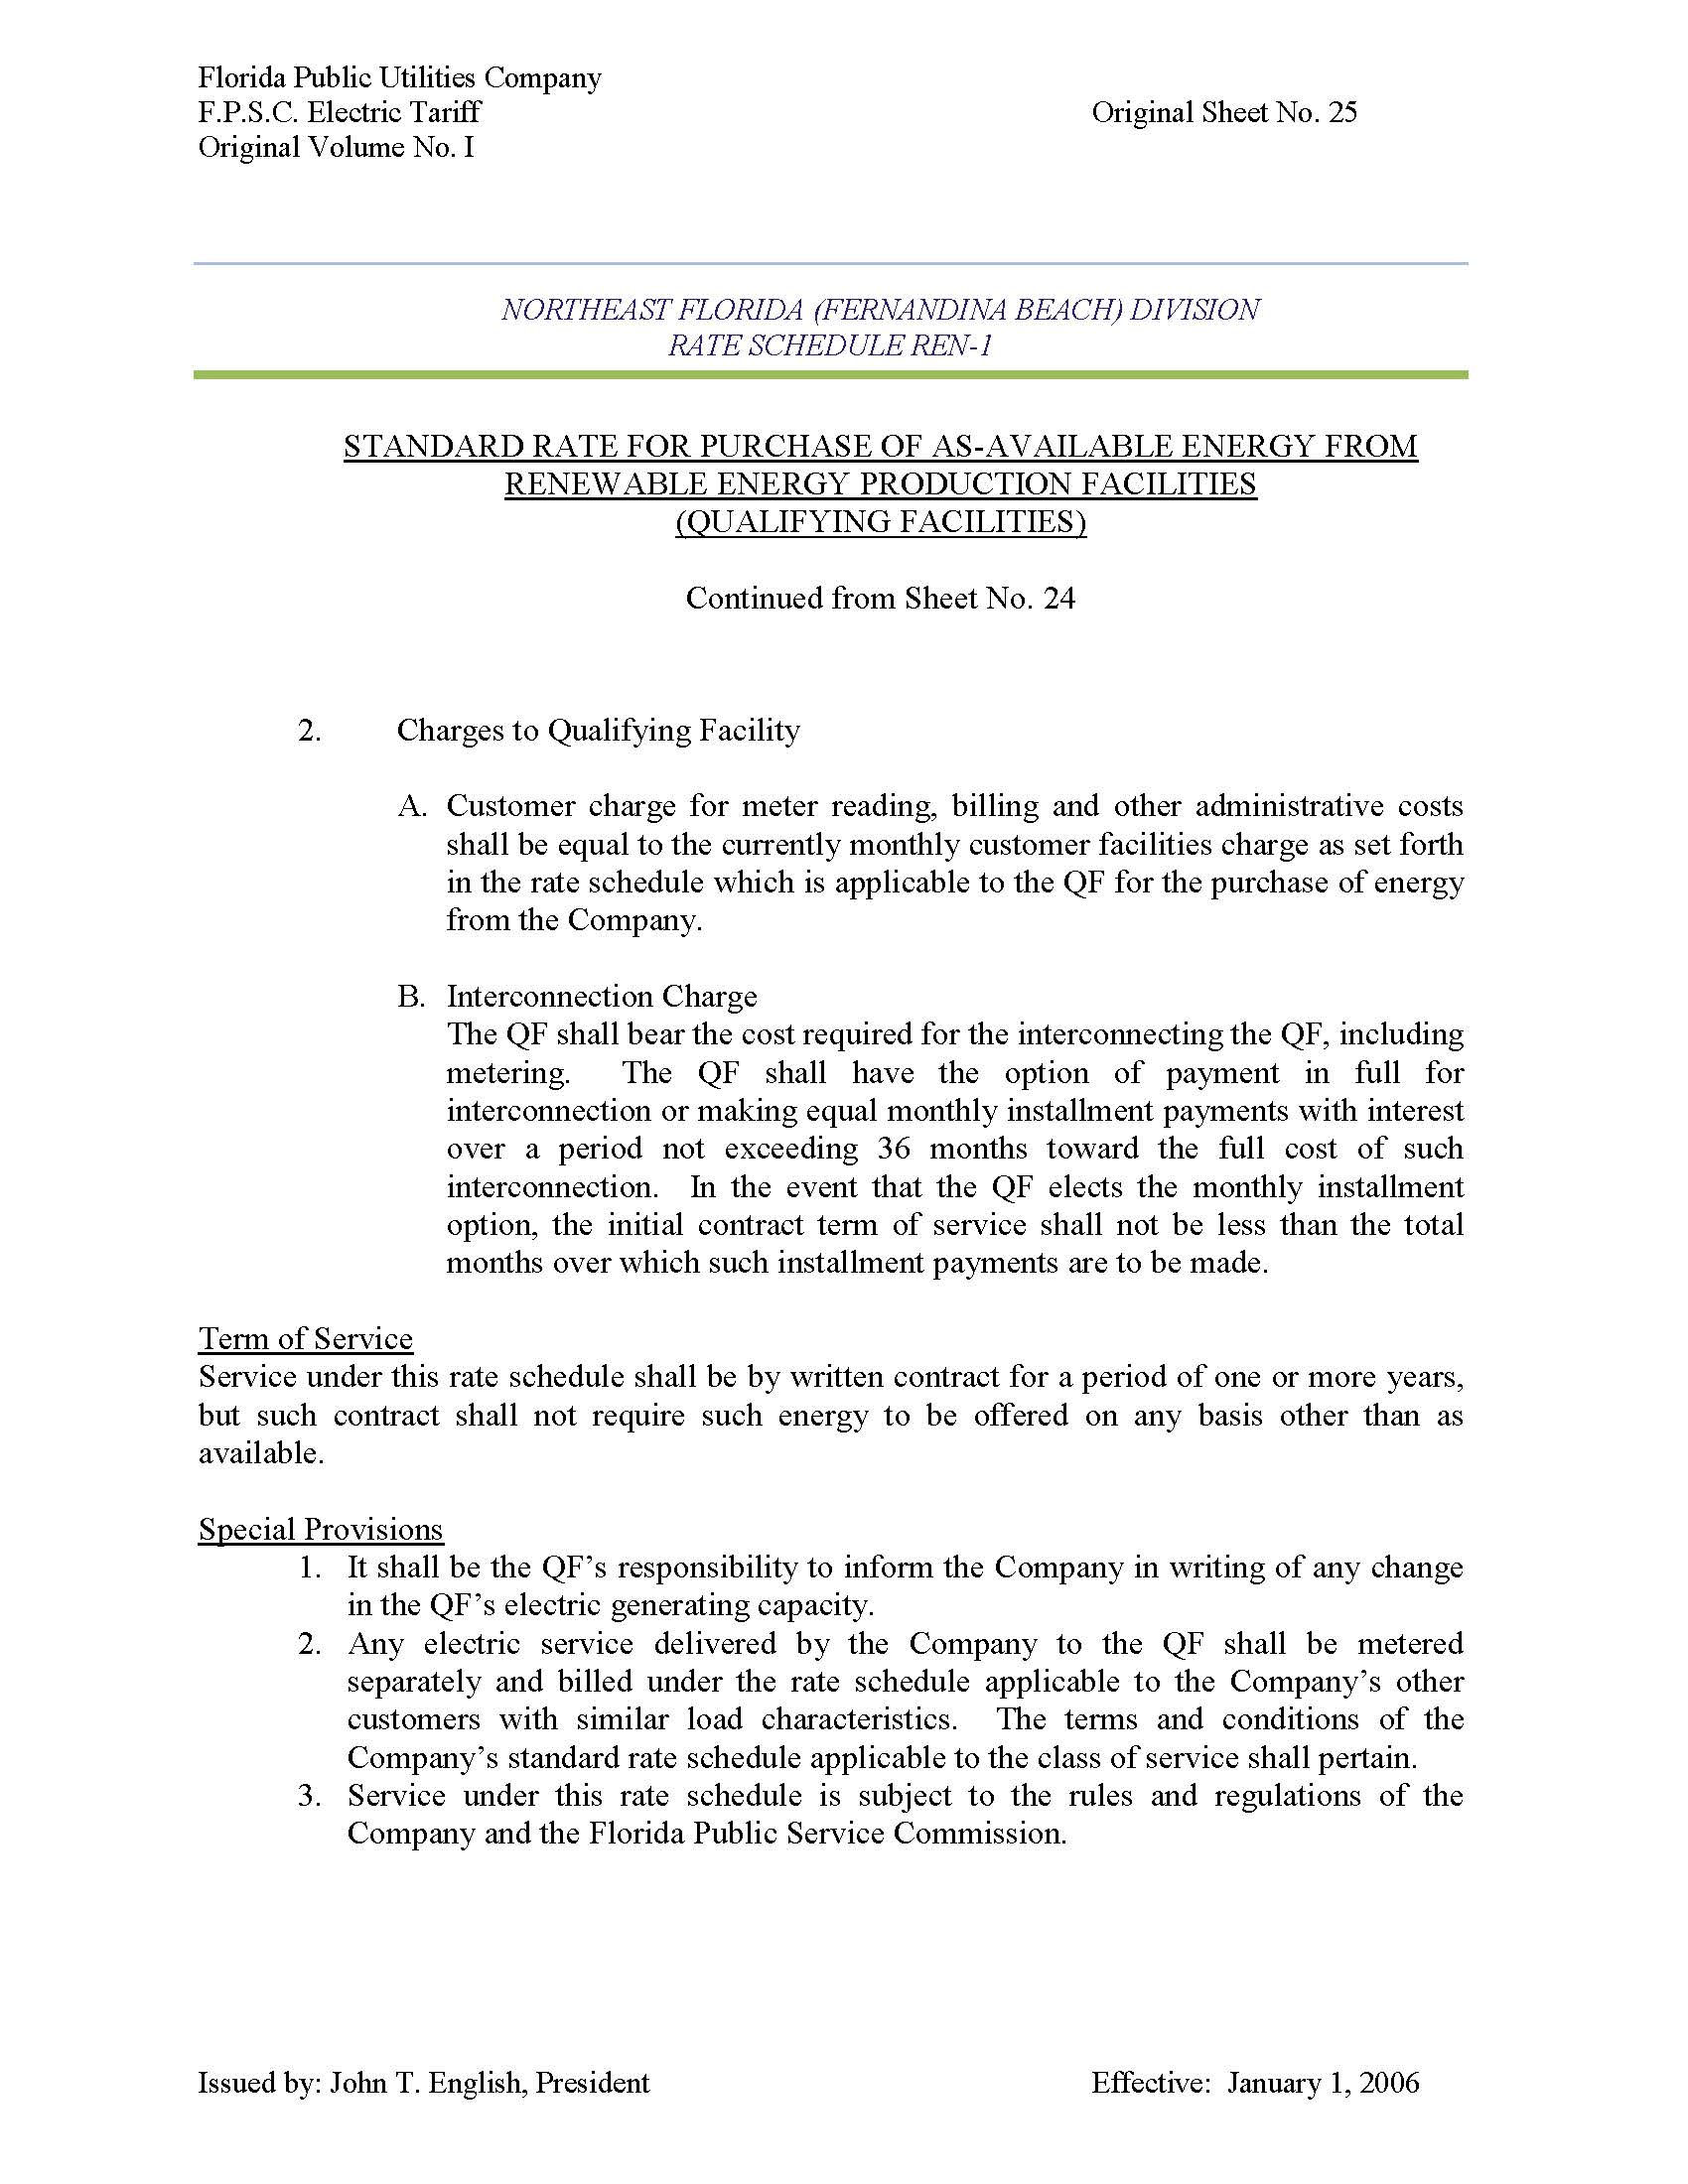 Florida Public Utilities Company
F.P.S.C. Electric Tariff
Original Sheet No. 25
Original Volume No. I
NORTHEAST FLORIDA (FERNANDINA BEACH) DIVISION
RATE SCHEDULE REN-1
STANDARD RATE FOR PURCHASE OF AS-AVAILABLE ENERGY FROM
RENEWABLE ENERGY PRODUCTION FACILITIES
(QUALIFYING FACILITIES)
Continued from Sheet No. 24
2. Charges to Qualifying Facility
A. Customer charge for meter reading, billing and other administrative costs
shall be equal to the currently monthly customer facilities charge as set forth
in the rate schedule which is applicable to the QF for the purchase of energy
from the Company.
B. Interconnection Charge
The QF shall bear the cost required for the interconnecting the QF, including
metering. The QF shall have the option of payment in full for
interconnection or making equal monthly installment payments with interest
over a period not exceeding 36 months toward the full cost of such
interconnection. In the event that the QF elects the monthly installment
option, the initial contract term of service shall not be less than the total
months over which such installment payments are to be made.
Term of Service
Service under this rate schedule shall be by written contract for a period of one or more years,
but such contract shall not require such energy to be offered on any basis other than as
available.
Special Provisions
1. It shall be the QF’s responsibility to inform the Company in writing of any change
in the QF’s electric generating capacity.
2. Any electric service delivered by the Company to the QF shall be metered
separately and billed under the rate schedule applicable to the Company’s other
customers with similar load characteristics. The terms and conditions of the
Company’s standard rate schedule applicable to the class of service shall pertain.
3. Service under this rate schedule is subject to the rules and regulations of the
Company and the Florida Public Service Commission.
Issued by: John T. English, President
Effective: January 1, 2006